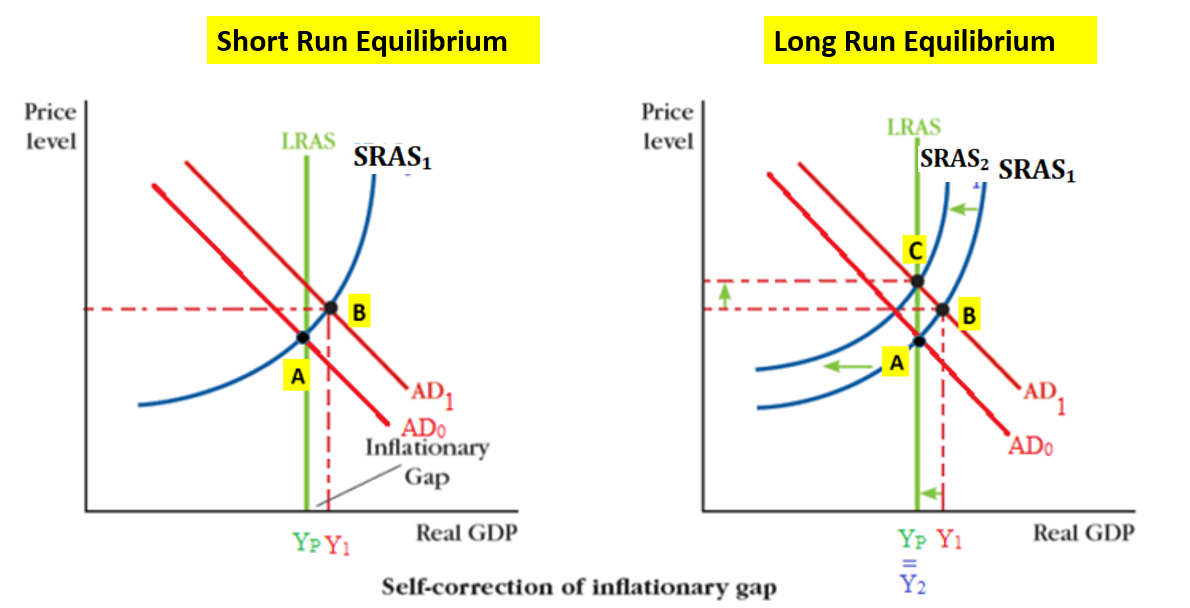 Short Run Equilibrium
Price
level
LRAS
SRAS₁
B
A
AD₁
AD₀
Inflationary
Gap
Yₚ Y₁
Real GDP
Long Run Equilibrium
Price
level
LRAS
SRAS₂ SRAS₁
C
B
A
AD₁
AD₀
Yₚ Y₁
=
Y₂
Real GDP
Self-correction of inflationary gap